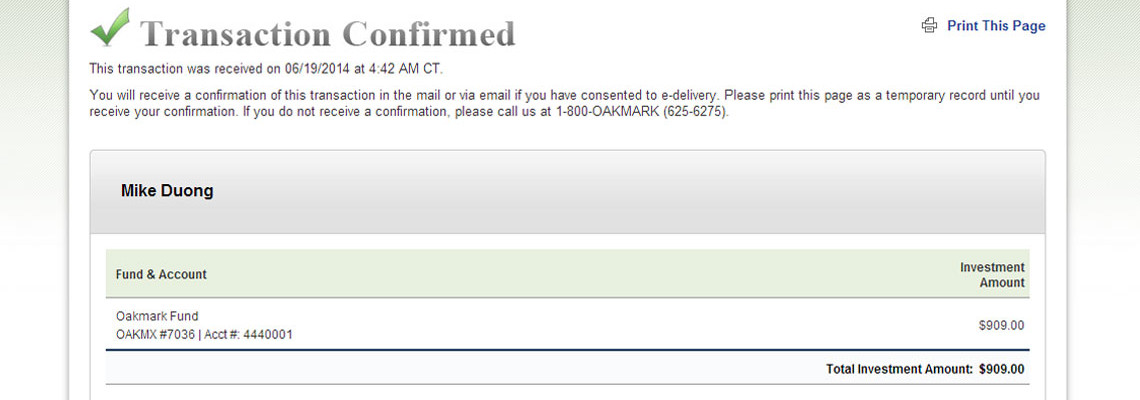 Transaction Confirmed
Print This Page
This transaction was received on 06/19/2014 at 4:42 AM CT.
You will receive a confirmation of this transaction in the mail or via email if you have consented to e-delivery. Please print this page as a temporary record until you
receive your confirmation. If you do not receive a confirmation, please call us at 1-800-OAKMARK (625-6275).
Mike Duong
Fund & Account
Investment
Amount
Oakmark Fund
OAKMX #7036 | Acct #: 4440001
$909.00
Total Investment Amount: $909.00